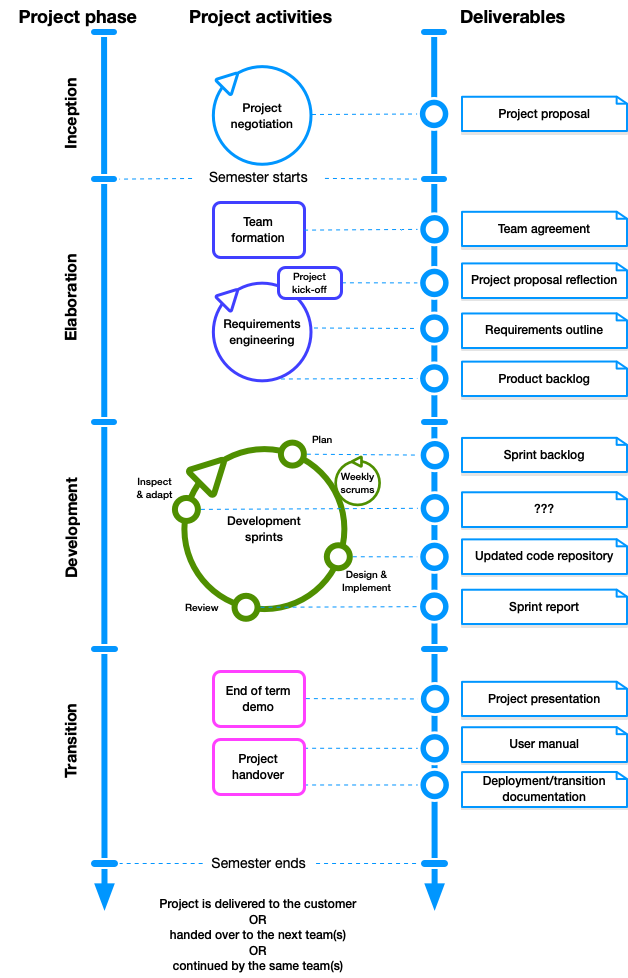 Project phase
Project activities
Deliverables
Inception
Project
negotiation
Project proposal
Semester starts
Elaboration
Team
formation
Team agreement
Project
kick-off
Project proposal reflection
Requirements
engineering
Requirements outline
Product backlog
Development
Plan
Sprint backlog
Weekly
scrums
Inspect
& adapt
???
Development
sprints
Updated code repository
Design &
Implement
Review
Sprint report
Transition
End of term
demo
Project presentation
Project
handover
User manual
Deployment/transition
documentation
Semester ends
Project is delivered to the customer
OR
handed over to the next team(s)
OR
continued by the same team(s)